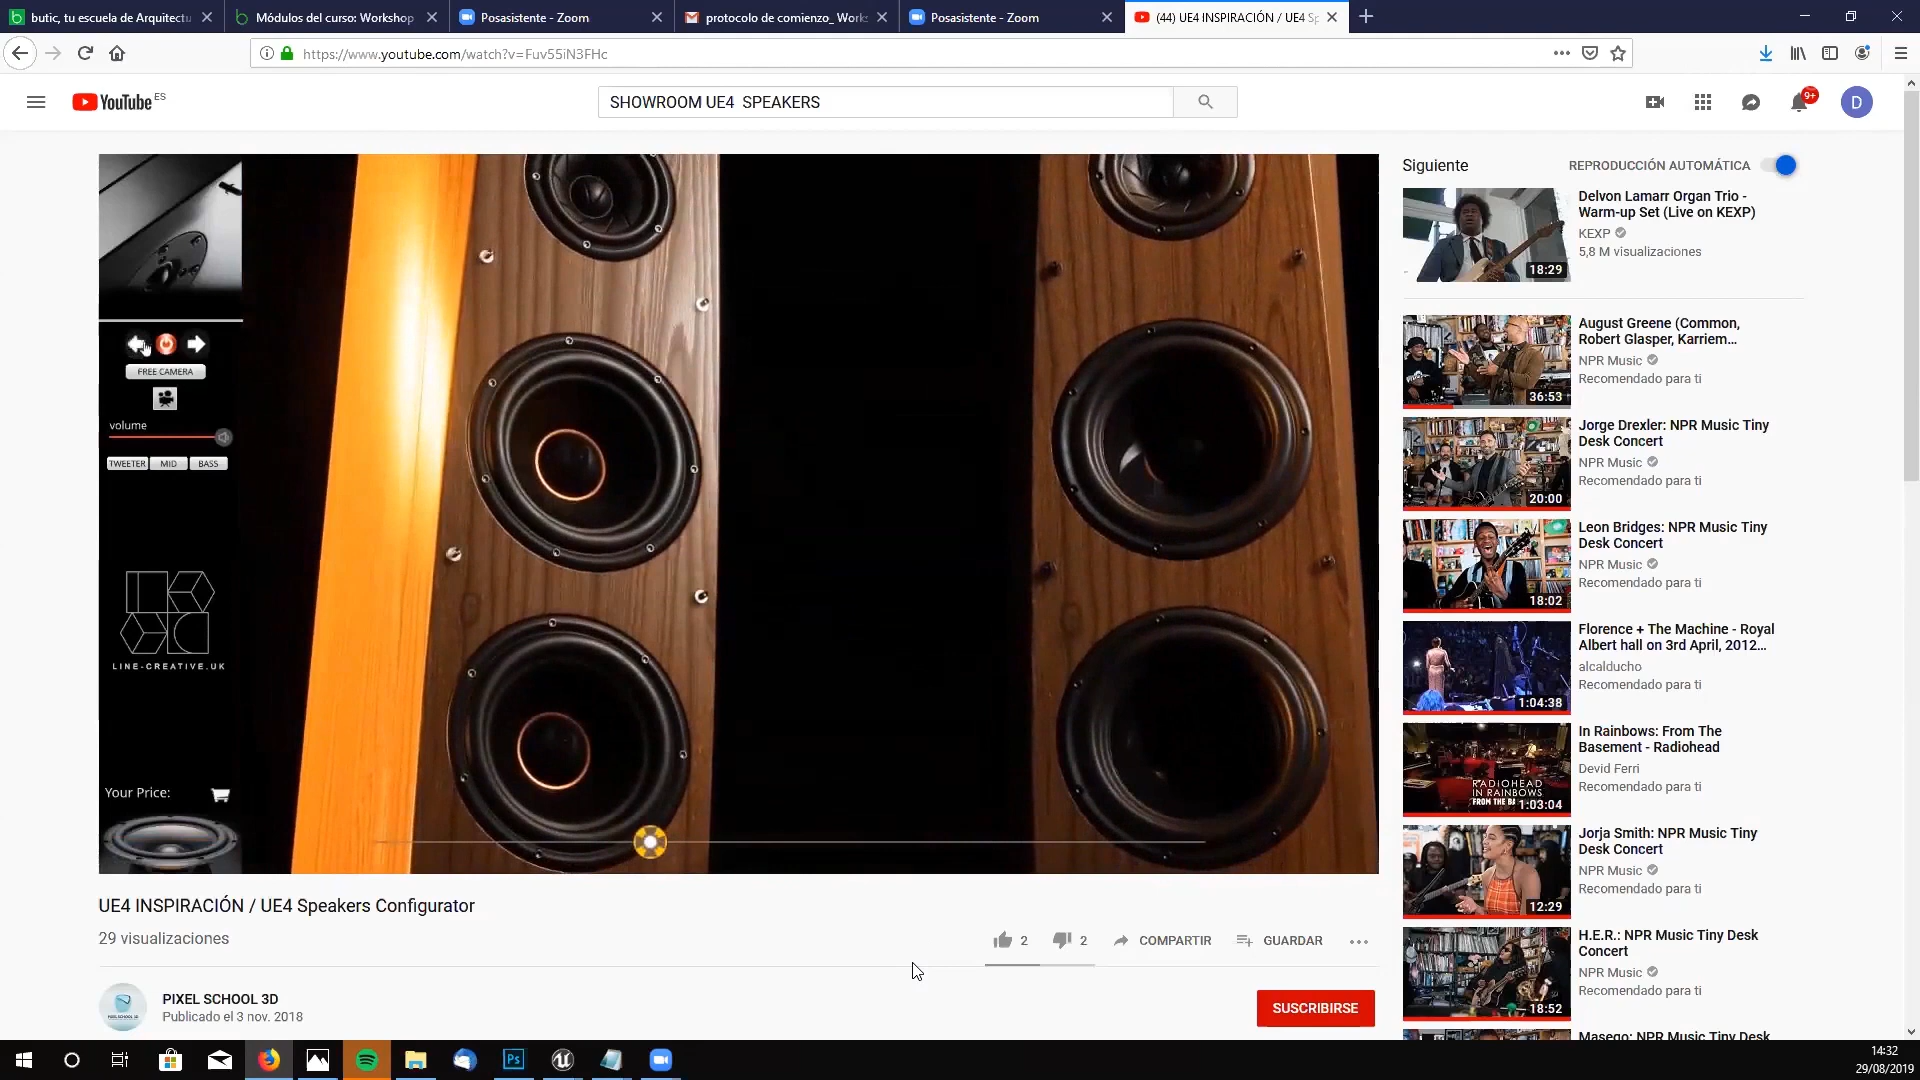 butic, tu escuela de Arquitectu
Módulos del curso: Workshop
Posasistente - Zoom
protocolo de comienzo_ Work
Posasistente - Zoom
(44) UE4 INSPIRACIÓN / UE4 Sp
https://www.youtube.com/watch?v=Fuv55iN3FHc
YouTube ES
SHOWROOM UE4 SPEAKERS
9+
D
FREE CAMERA
volume
TWEETER MID BASS
LINE-CREATIVE.UK
Your Price:
UE4 INSPIRACIÓN / UE4 Speakers Configurator
29 visualizaciones
2
2
COMPARTIR
GUARDAR
PIXEL SCHOOL 3D
Publicado el 3 nov. 2018
SUSCRIBIRSE
Siguiente
REPRODUCCIÓN AUTOMÁTICA
Delvon Lamarr Organ Trio -
Warm-up Set (Live on KEXP)
KEXP
5,8 M visualizaciones
18:29
August Greene (Common,
Robert Glasper, Karriem...
NPR Music
Recomendado para ti
36:53
Jorge Drexler: NPR Music Tiny
Desk Concert
NPR Music
Recomendado para ti
20:00
Leon Bridges: NPR Music Tiny
Desk Concert
NPR Music
Recomendado para ti
18:02
Florence + The Machine - Royal
Albert hall on 3rd April, 2012...
alcalducho
Recomendado para ti
1:04:38
In Rainbows: From The
Basement - Radiohead
Devid Ferri
Recomendado para ti
RADIOHEAD
IN RAINBOWS
FROM THE BA
1:03:04
Jorja Smith: NPR Music Tiny
Desk Concert
NPR Music
Recomendado para ti
12:29
H.E.R.: NPR Music Tiny Desk
Concert
NPR Music
Recomendado para ti
18:52
Masego: NPR Music Tiny Desk
Ps
14:32
29/08/2019